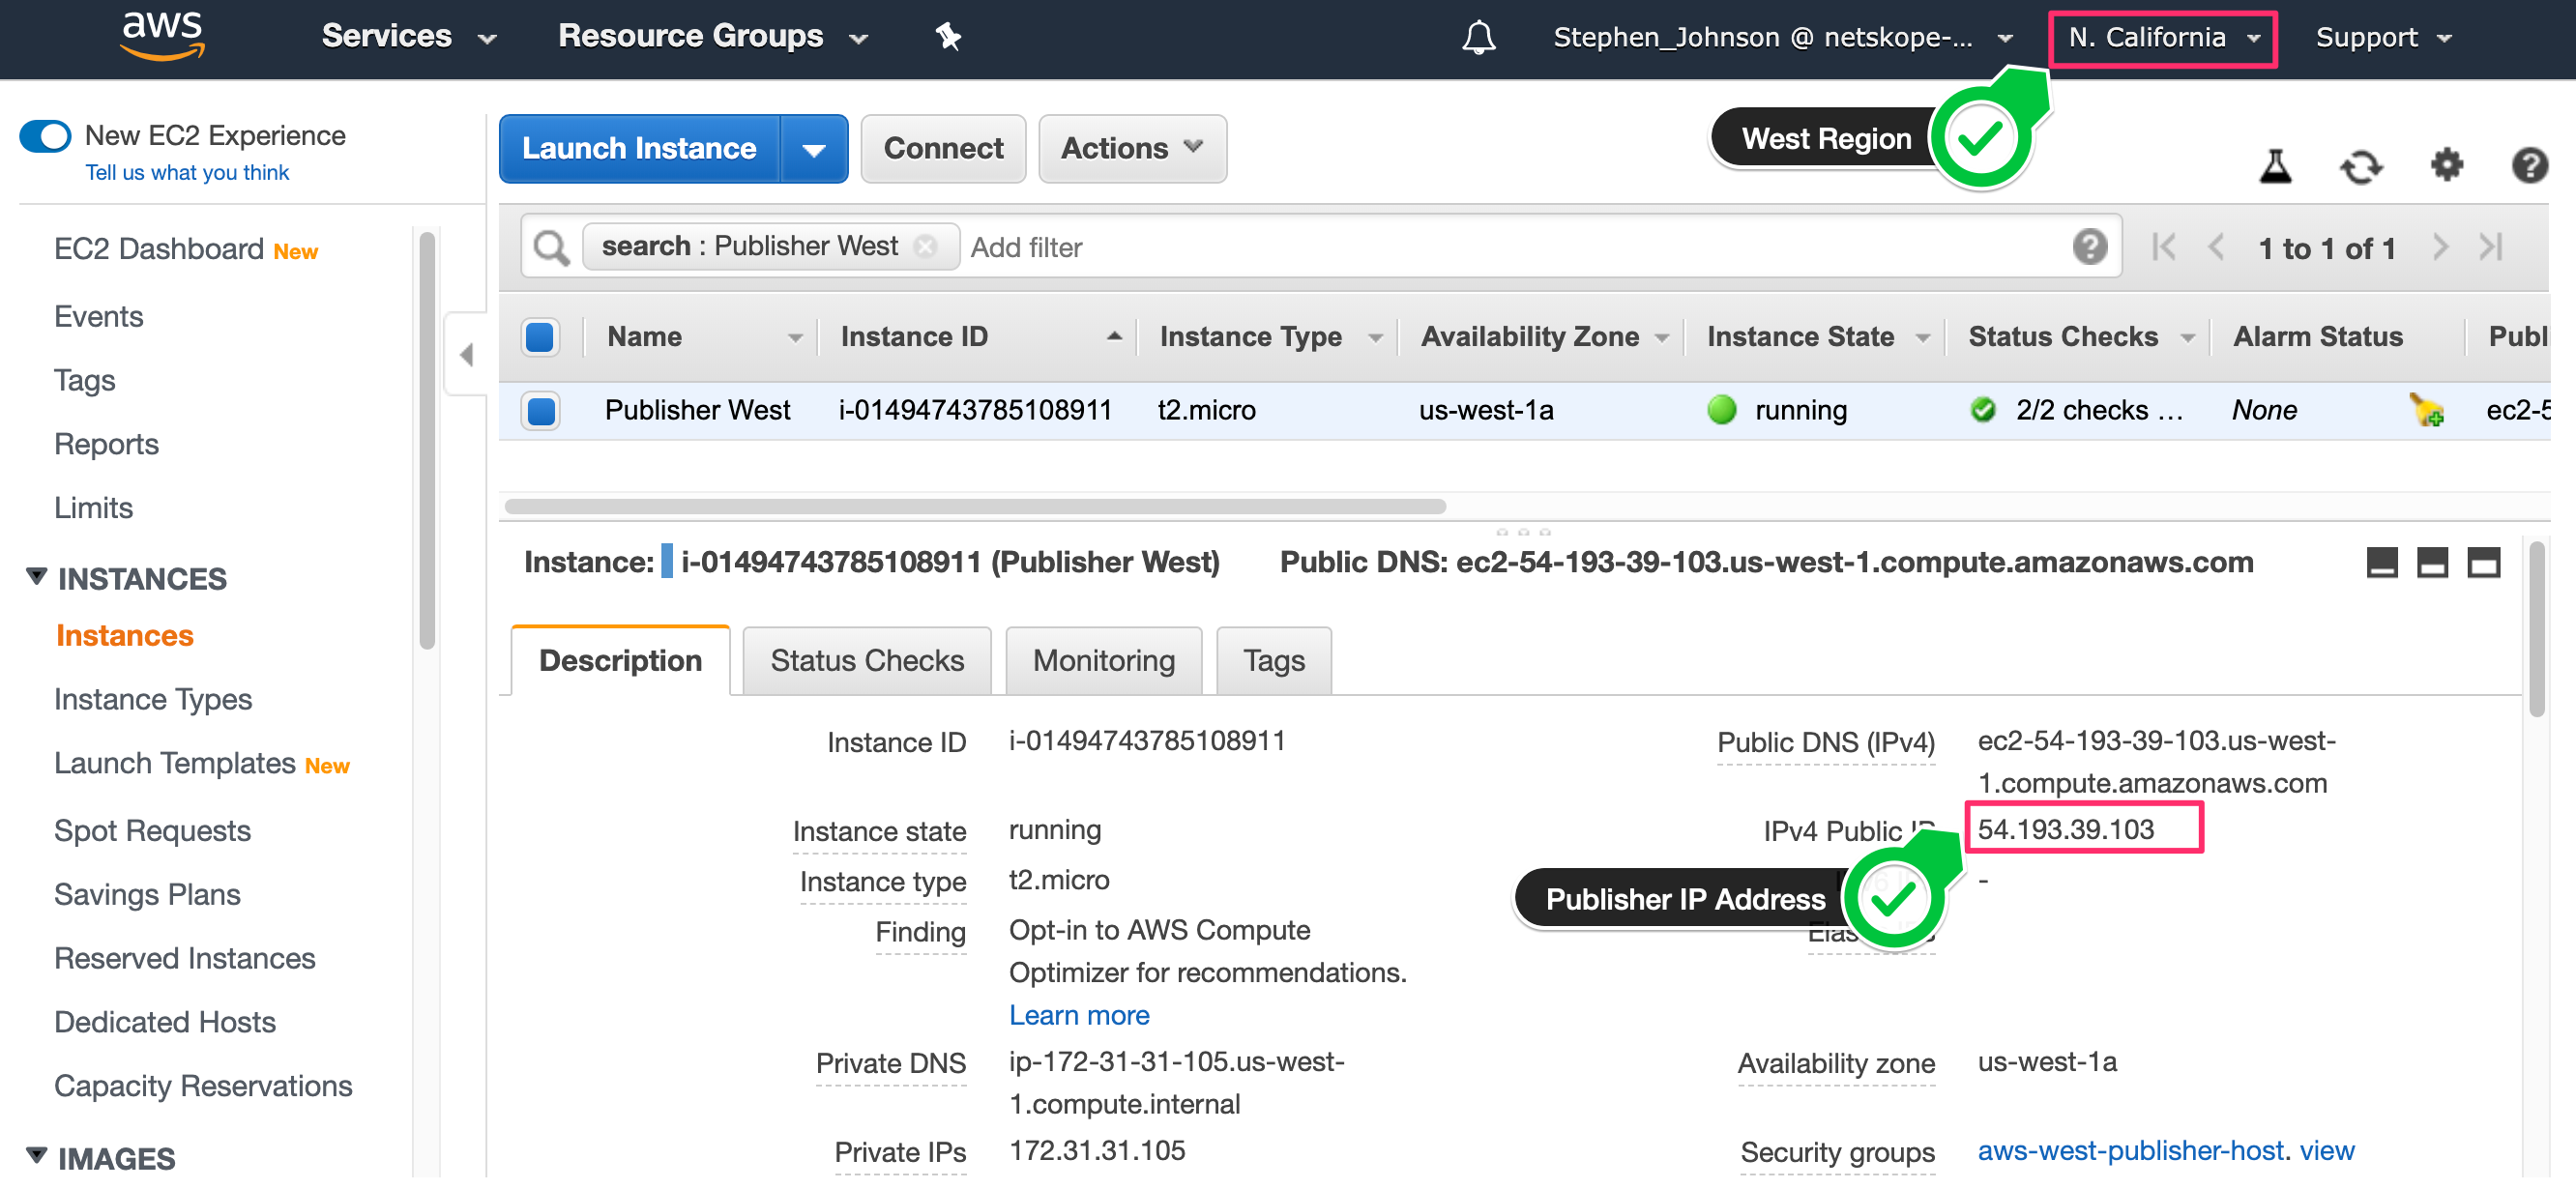 aws
Services
Resource Groups
Stephen_Johnson @ netskope-...
N. California
Support
New EC2 Experience
Tell us what you think
Launch Instance
Connect
Actions
West Region
EC2 Dashboard New
Events
Tags
Reports
Limits
INSTANCES
Instances
Instance Types
Launch Templates New
Spot Requests
Savings Plans
Reserved Instances
Dedicated Hosts
Capacity Reservations
IMAGES
search : Publisher West
Add filter
1 to 1 of 1
Name Instance ID Instance Type Availability Zone Instance State Status Checks Alarm Status
Publisher West i-01494743785108911 t2.micro us-west-1a running 2/2 checks ... None
Instance: i-01494743785108911 (Publisher West) Public DNS: ec2-54-193-39-103.us-west-1.compute.amazonaws.com
Description Status Checks Monitoring Tags
Instance ID i-01494743785108911
Instance state running
Instance type t2.micro
Finding Opt-in to AWS Compute
Optimizer for recommendations.
Learn more
Private DNS ip-172-31-31-105.us-west-
1.compute.internal
Private IPs 172.31.31.105
Public DNS (IPv4) ec2-54-193-39-103.us-west-
1.compute.amazonaws.com
IPv4 Public IP 54.193.39.103
-
Publisher IP Address
Availability zone us-west-1a
Security groups aws-west-publisher-host. view